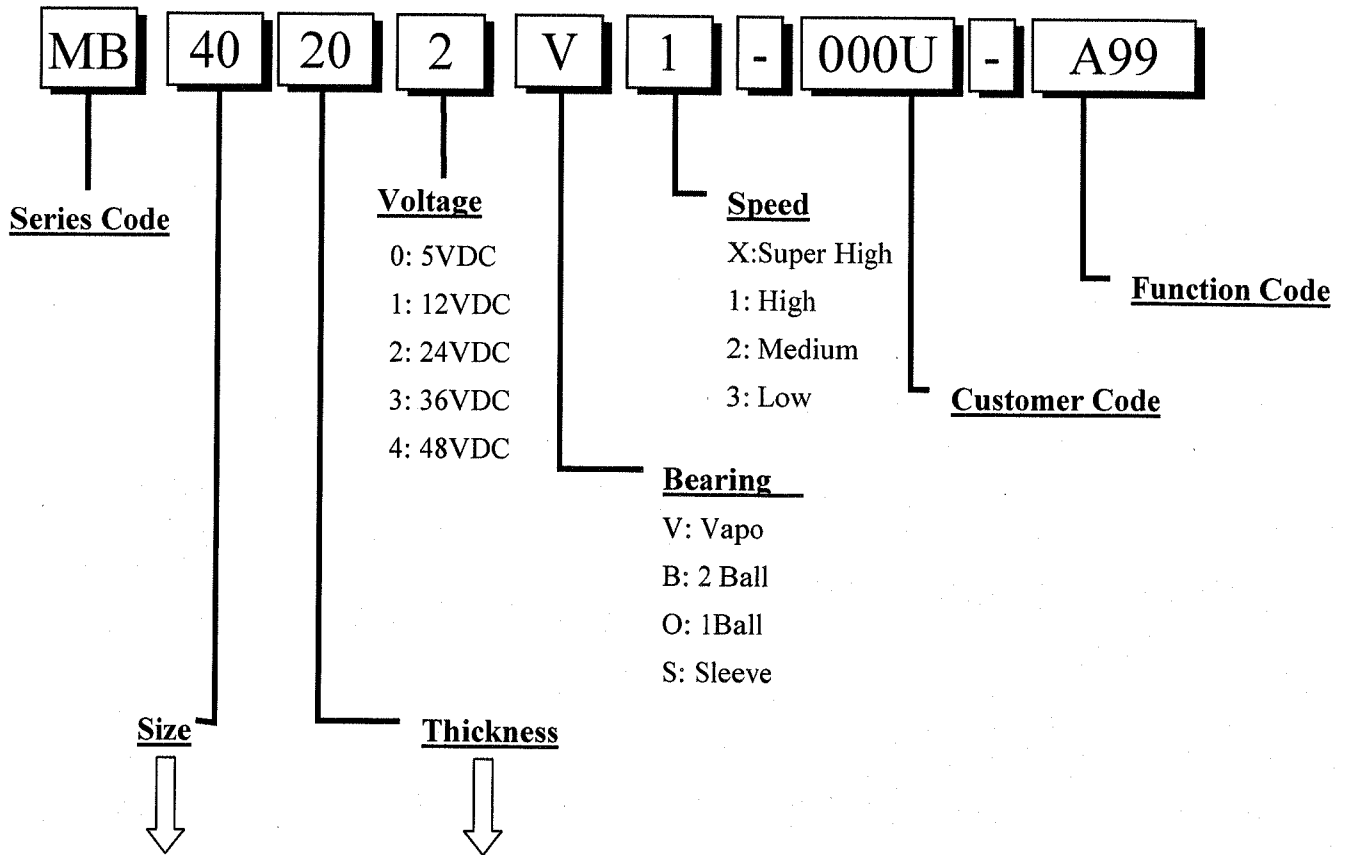 MB 40 20 2 V 1 - 000U - A99
Series Code
Voltage
0: 5VDC
1: 12VDC
2: 24VDC
3: 36VDC
4: 48VDC
Speed
X:Super High
1: High
2: Medium
3: Low
Function Code
Customer Code
Bearing
V: Vapo
B: 2 Ball
O: 1Ball
S: Sleeve
Size
Thickness